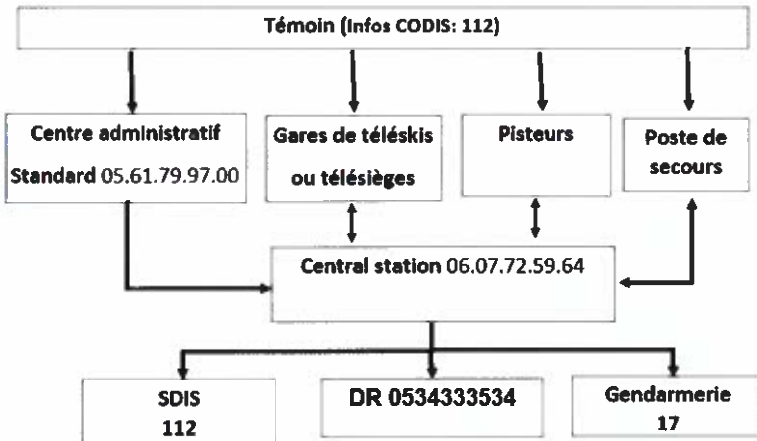 Témoin (Infos CODIS: 112)
Centre administratif
Standard 05.61.79.97.00
Gares de téléskis
ou télésièges
Pisteurs
Poste de
secours
Central station 06.07.72.59.64
SDIS
112
DR 0534333534
Gendarmerie
17